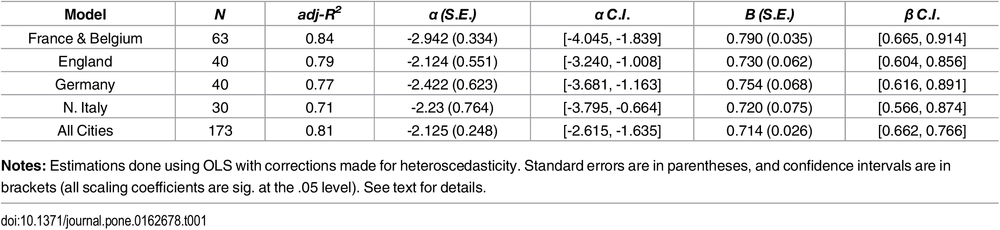 Model N adj-R² α (S.E.) α C.I. B (S.E.) β C.I.
France & Belgium 63 0.84 -2.942 (0.334) [-4.045, -1.839] 0.790 (0.035) [0.665, 0.914]
England 40 0.79 -2.124 (0.551) [-3.240, -1.008] 0.730 (0.062) [0.604, 0.856]
Germany 40 0.77 -2.422 (0.623) [-3.681, -1.163] 0.754 (0.068) [0.616, 0.891]
N. Italy 30 0.71 -2.23 (0.764) [-3.795, -0.664] 0.720 (0.075) [0.566, 0.874]
All Cities 173 0.81 -2.125 (0.248) [-2.615, -1.635] 0.714 (0.026) [0.662, 0.766]
Notes: Estimations done using OLS with corrections made for heteroscedasticity. Standard errors are in parentheses, and confidence intervals are in
brackets (all scaling coefficients are sig. at the .05 level). See text for details.
doi:10.1371/journal.pone.0162678.t001